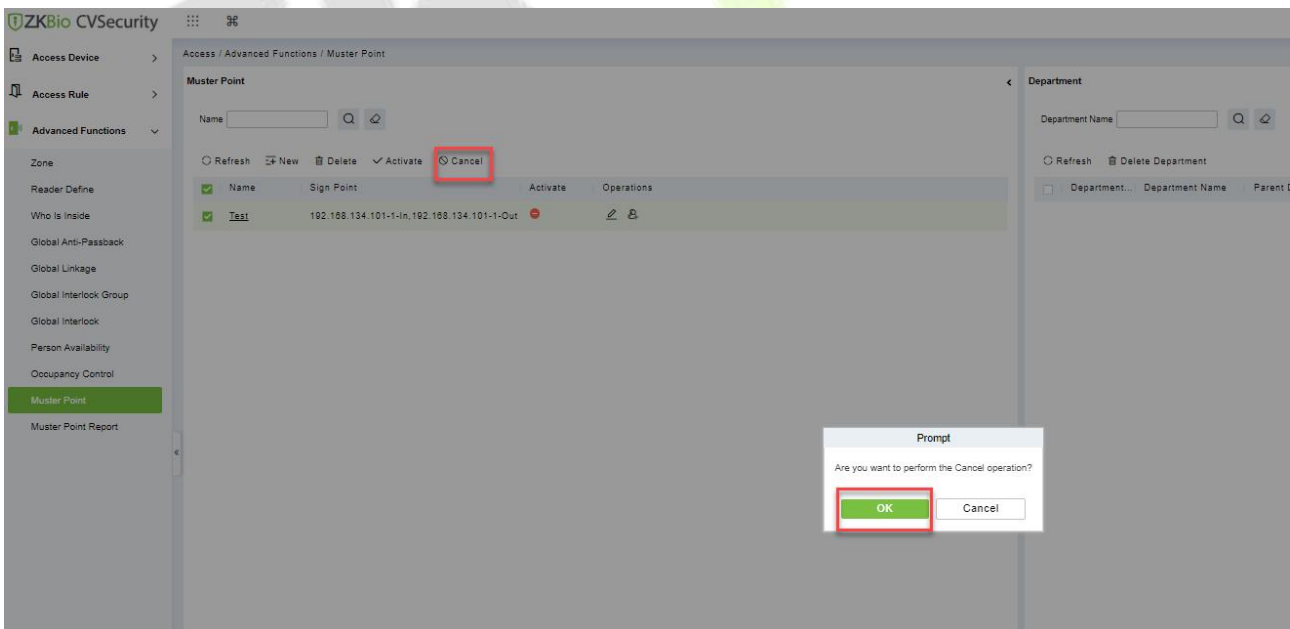 ZKBio CVSecurity
Access Device
Access Rule
Advanced Functions
Zone
Reader Define
Who Is Inside
Global Anti-Passback
Global Linkage
Global Interlock Group
Global Interlock
Person Availability
Occupancy Control
Muster Point
Muster Point Report
Access / Advanced Functions / Muster Point
Muster Point
Name
Refresh New Delete Activate Cancel
Name Sign Point Activate Operations
Test 192.168.134.101-1-In,192.168.134.101-1-Out
Department
Department Name
Refresh Delete Department
Department... Department Name Parent D
Prompt
Are you want to perform the Cancel operation?
OK Cancel